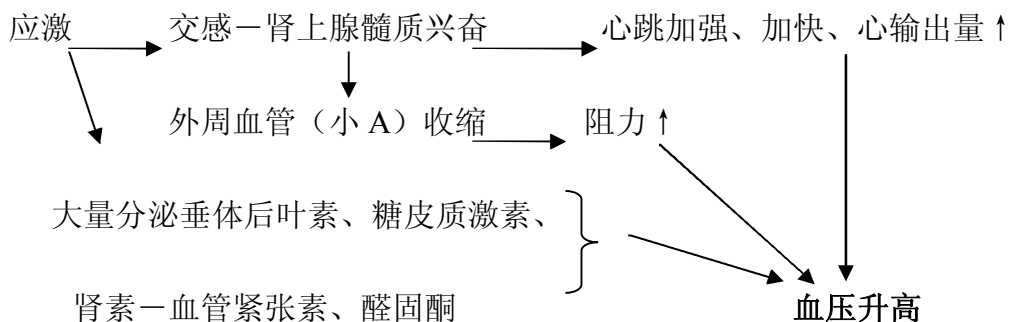 应激 交感－肾上腺髓质兴奋 心跳加强、加快、心输出量↑
外周血管（小 A）收缩 阻力↑
大量分泌垂体后叶素、糖皮质激素、
肾素－血管紧张素、醛固酮 血压升高